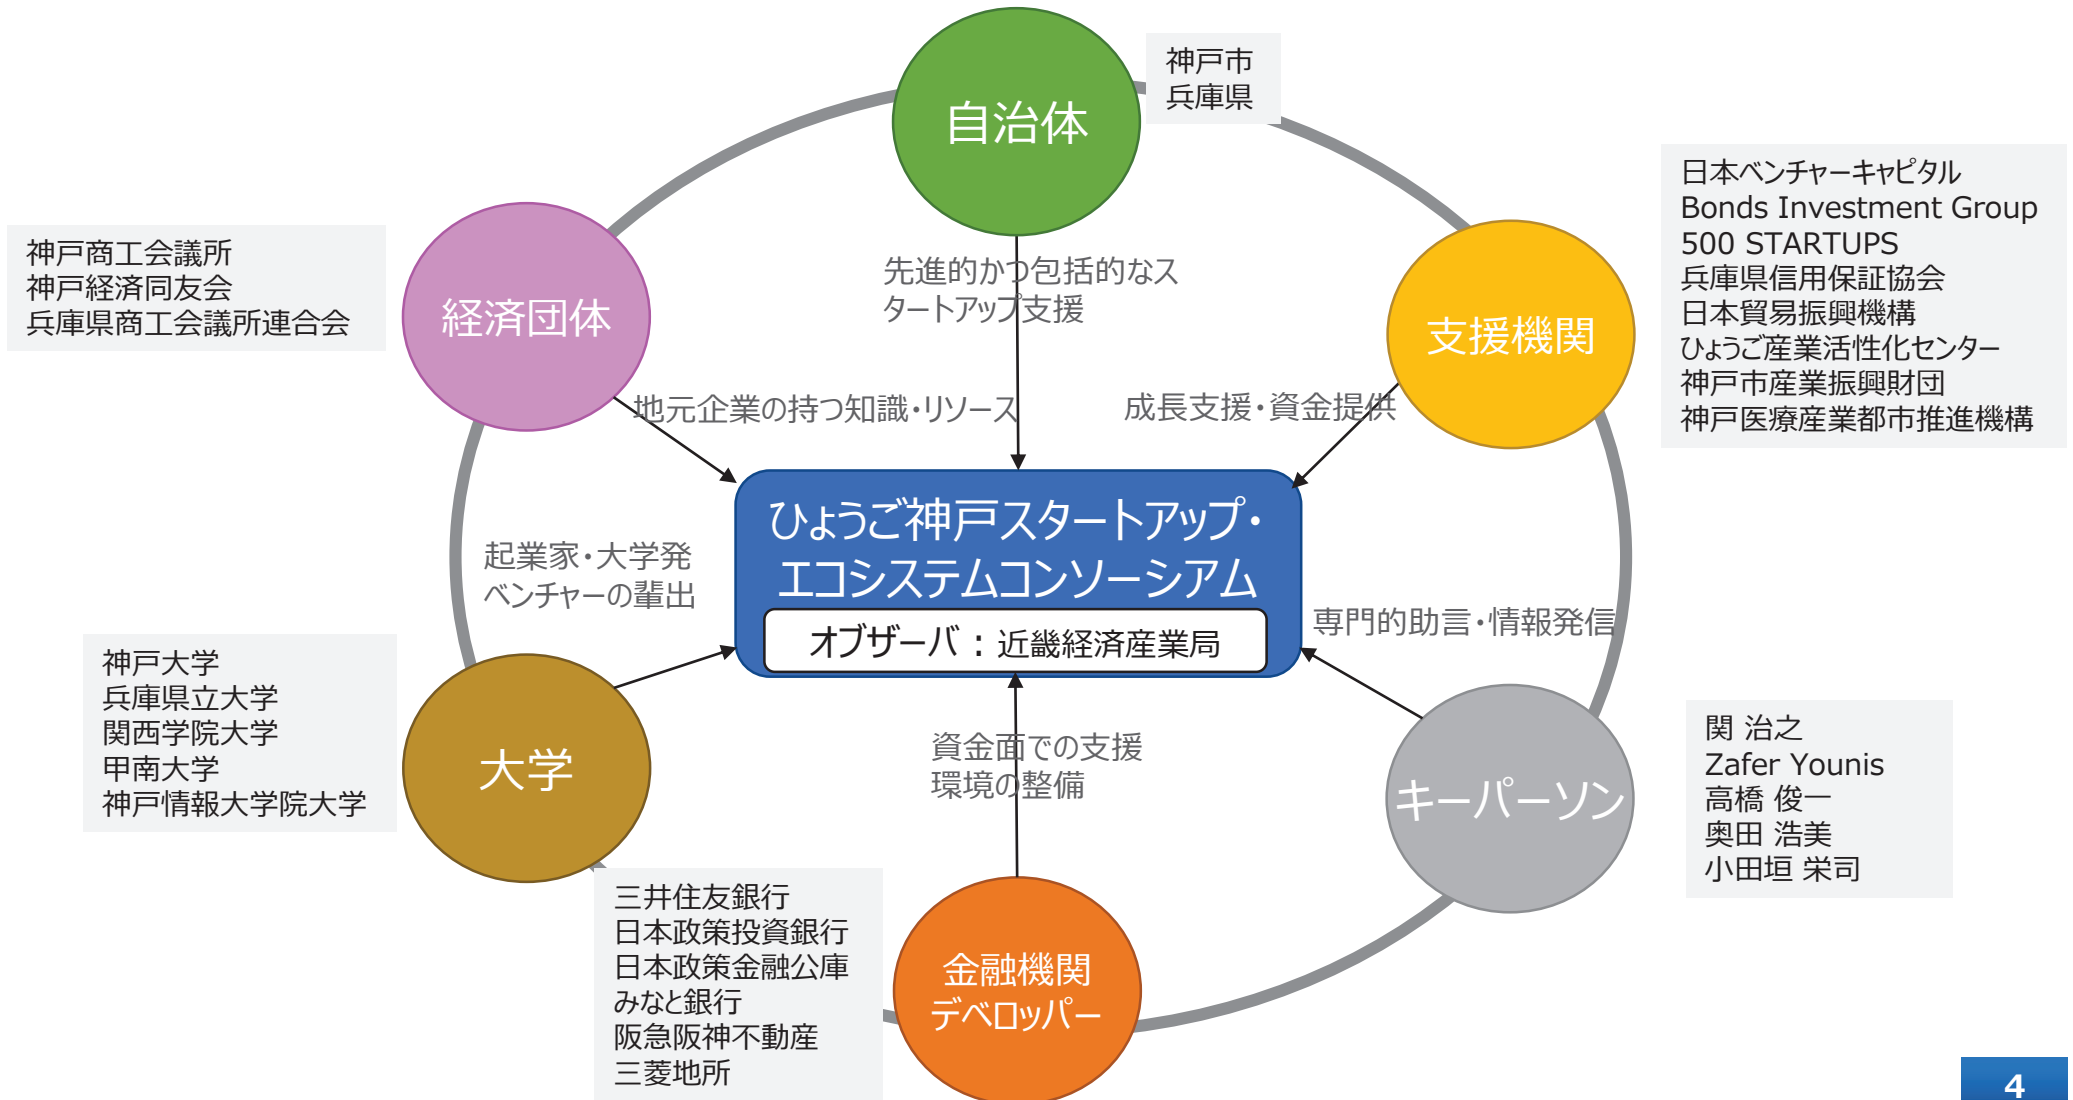 自治体
神戸市
兵庫県
日本ベンチャーキャピタル
Bonds Investment Group
500 STARTUPS
兵庫県信用保証協会
日本貿易振興機構
ひょうご産業活性化センター
神戸市産業振興財団
神戸医療産業都市推進機構
神戸商工会議所
神戸経済同友会
兵庫県商工会議所連合会
経済団体
先進的かつ包括的なス
タートアップ支援
支援機関
地元企業の持つ知識・リソース
成長支援・資金提供
ひょうご神戸スタートアップ・
エコシステムコンソーシアム
オブザーバ：近畿経済産業局
起業家・大学発
ベンチャーの輩出
専門的助言・情報発信
神戸大学
兵庫県立大学
関西学院大学
甲南大学
神戸情報大学院大学
大学
資金面での支援
環境の整備
キーパーソン
関 治之
Zafer Younis
高橋 俊一
奥田 浩美
小田垣 栄司
三井住友銀行
日本政策投資銀行
日本政策金融公庫
みなと銀行
阪急阪神不動産
三菱地所
金融機関
デベロッパー
4